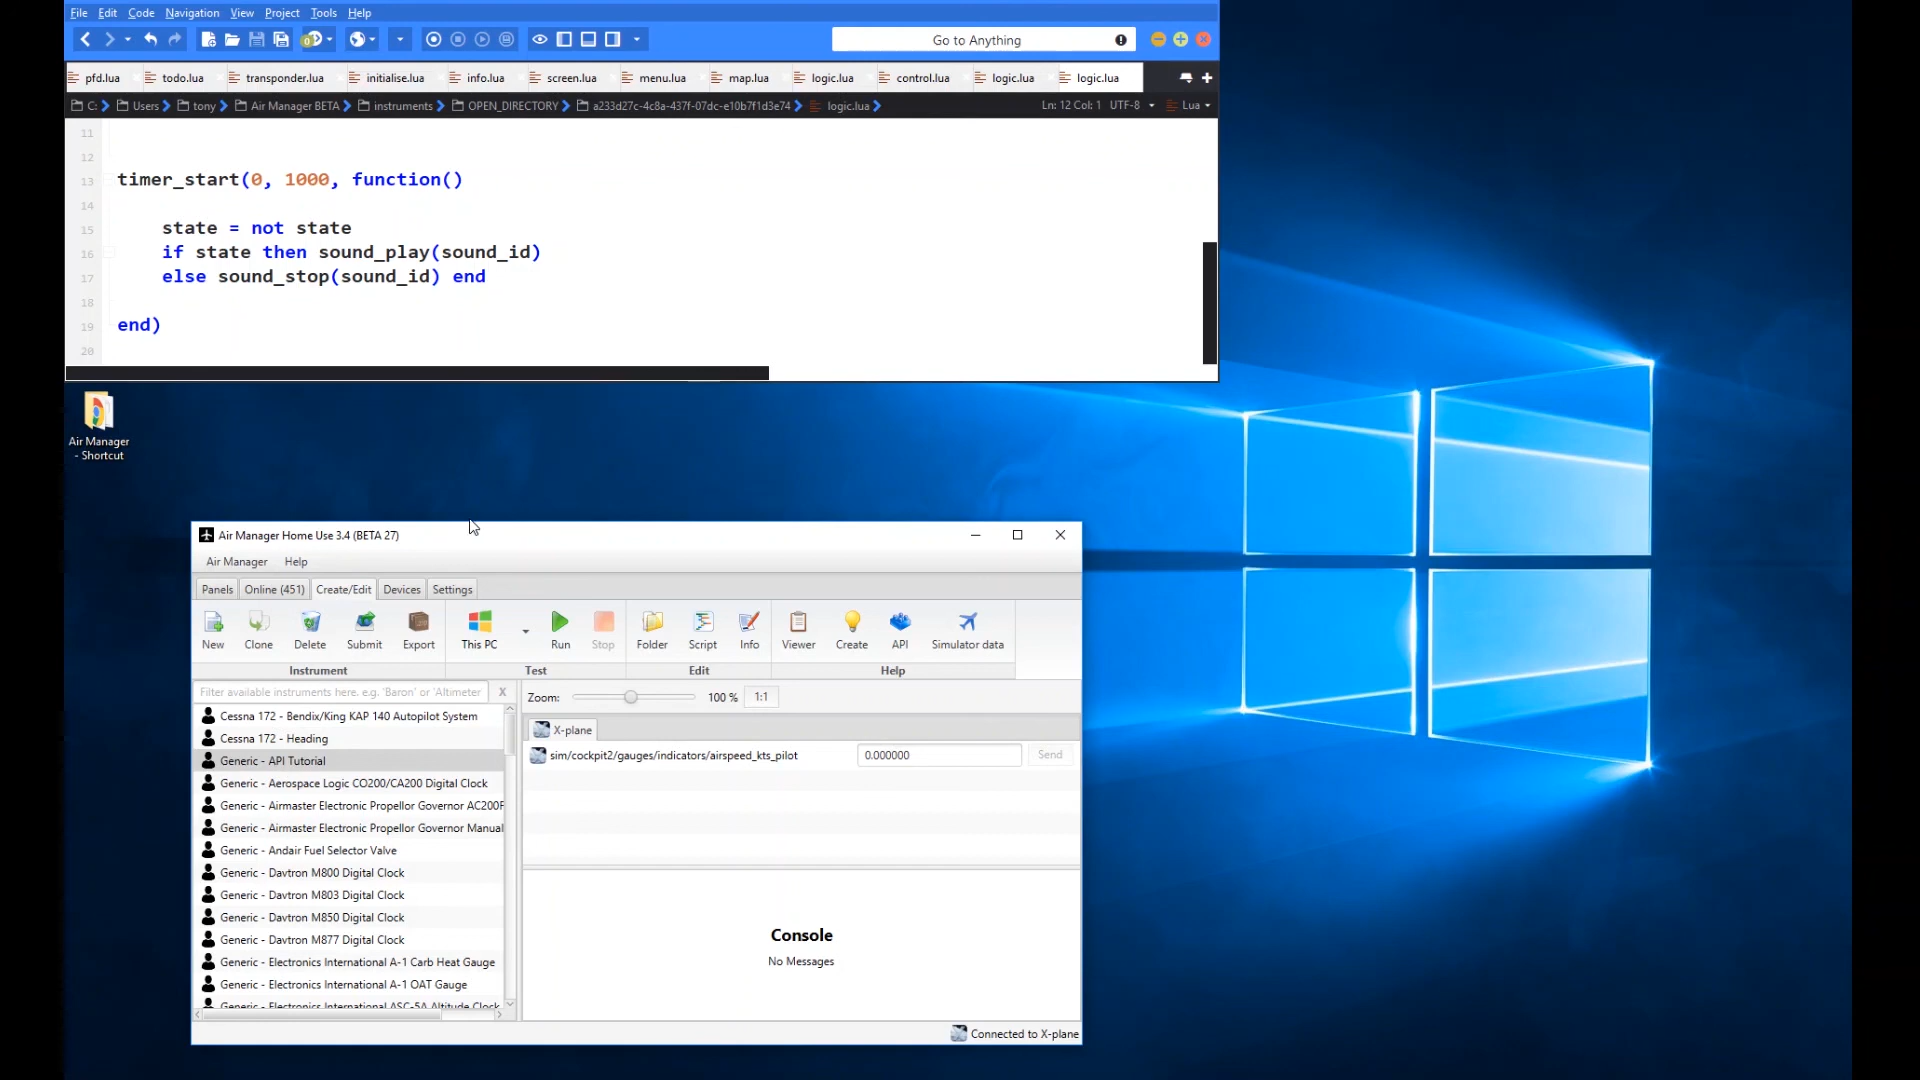 File Edit Code Navigation View Project Tools Help
Go to Anything
pfd.lua todo.lua transponder.lua initialise.lua info.lua screen.lua menu.lua map.lua logic.lua control.lua logic.lua logic.lua
C: Users tony Air Manager BETA instruments OPEN_DIRECTORY a233d27c-4c8a-437f-07dc-e10b7f1d3e74 logic.lua Ln: 12 Col: 1 UTF-8 Lua
11
12
13 timer_start(0, 1000, function()
14
15 state = not state
16 if state then sound_play(sound_id)
17 else sound_stop(sound_id) end
18
19 end)
20
Air Manager
- Shortcut
Air Manager Home Use 3.4 (BETA 27)
Air Manager Help
Panels Online (451) Create/Edit Devices Settings
New Clone Delete Submit Export This PC Run Stop Folder Script Info Viewer Create API Simulator data
Instrument Test Edit Help
Filter available instruments here. e.g. 'Baron' or 'Altimeter X Zoom: 100 % 1:1
Cessna 172 - Bendix/King KAP 140 Autopilot System
Cessna 172 - Heading
Generic - API Tutorial
Generic - Aerospace Logic CO200/CA200 Digital Clock
Generic - Airmaster Electronic Propellor Governor AC200
Generic - Airmaster Electronic Propellor Governor Manual
Generic - Andair Fuel Selector Valve
Generic - Davtron M800 Digital Clock
Generic - Davtron M803 Digital Clock
Generic - Davtron M850 Digital Clock
Generic - Davtron M877 Digital Clock
Generic - Electronics International A-1 Carb Heat Gauge
Generic - Electronics International A-1 OAT Gauge
Generic - Electronics International ASC-5A Altitude Clock
X-plane
sim/cockpit2/gauges/indicators/airspeed_kts_pilot 0.000000 Send
Console
No Messages
Connected to X-plane